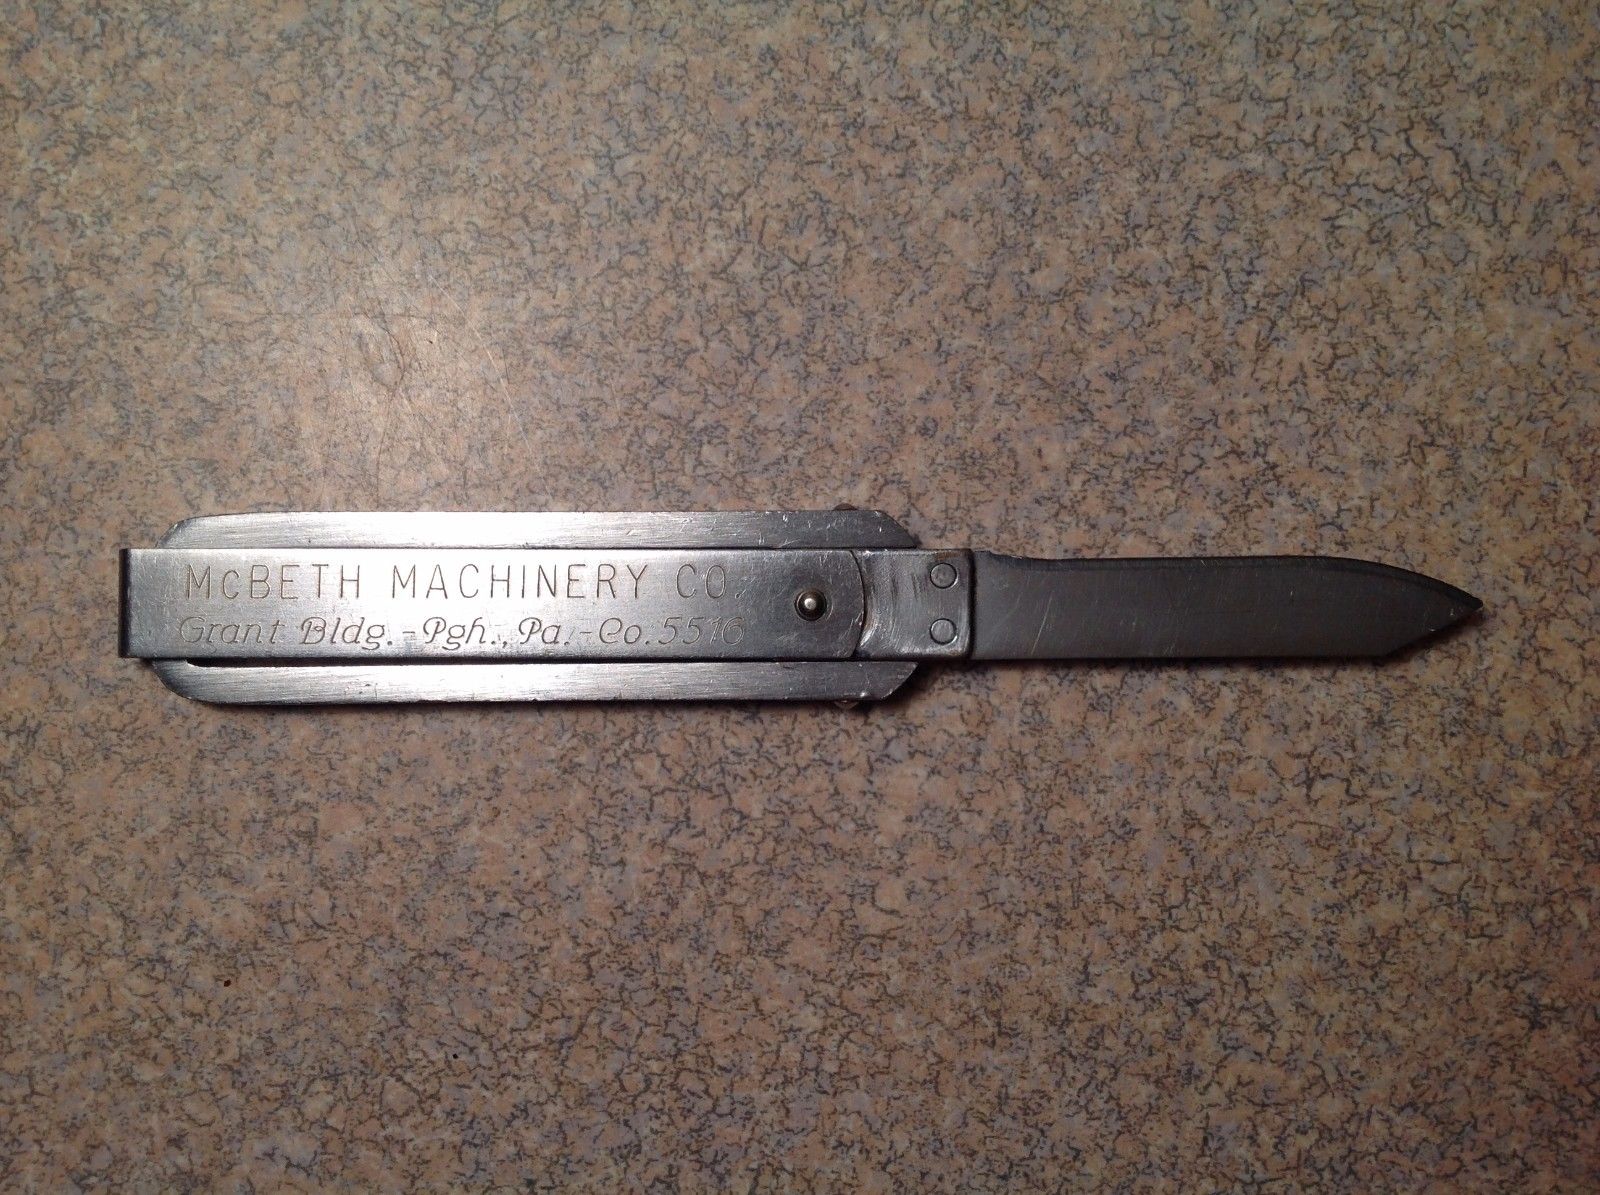 McBETH MACHINERY CO.
Grant Bldg.-Pgh., Pa.-Co. 5516